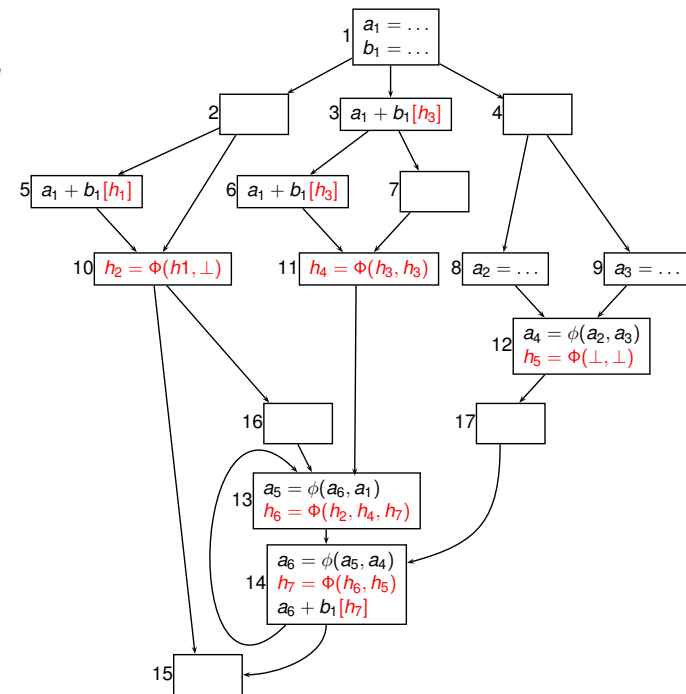 e
1
a₁ = …
b₁ = …
2
3 a₁ + b₁[h₃]
4
5 a₁ + b₁[h₁]
6 a₁ + b₁[h₃]
7
10 h₂ = Φ(h1, ⊥)
11 h₄ = Φ(h₃, h₃)
8 a₂ = …
9 a₃ = …
12
a₄ = ϕ(a₂, a₃)
h₅ = Φ(⊥, ⊥)
16
17
13
a₅ = ϕ(a₆, a₁)
h₆ = Φ(h₂, h₄, h₇)
14
a₆ = ϕ(a₅, a₄)
h₇ = Φ(h₆, h₅)
a₆ + b₁[h₇]
15